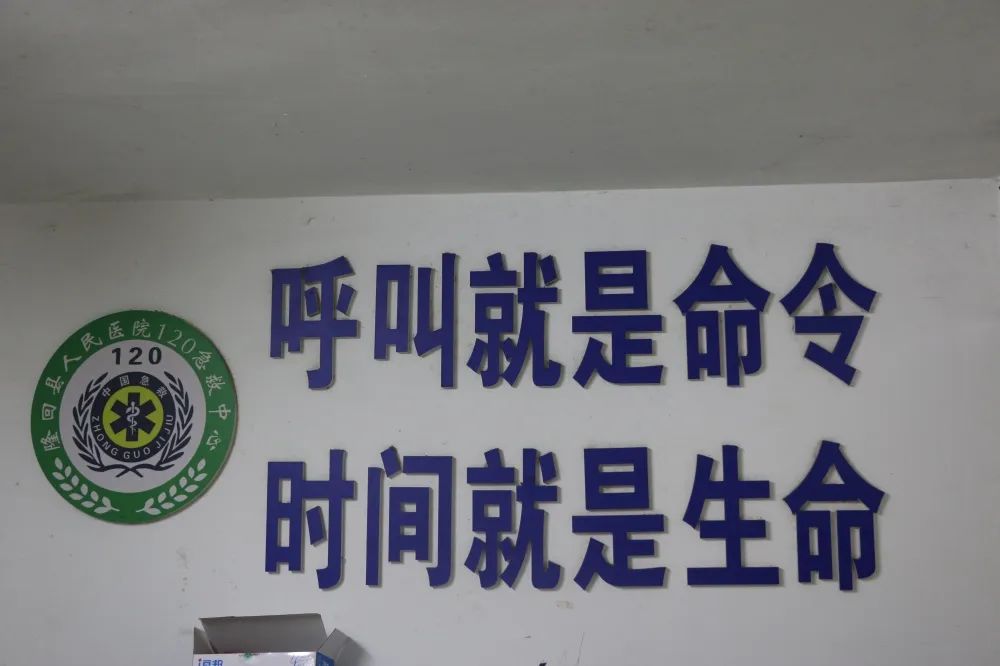 呼叫就是命令
时间就是生命
隆回县人民医院120急救中心
120
中国急救
ZHONG GUO JI JIU